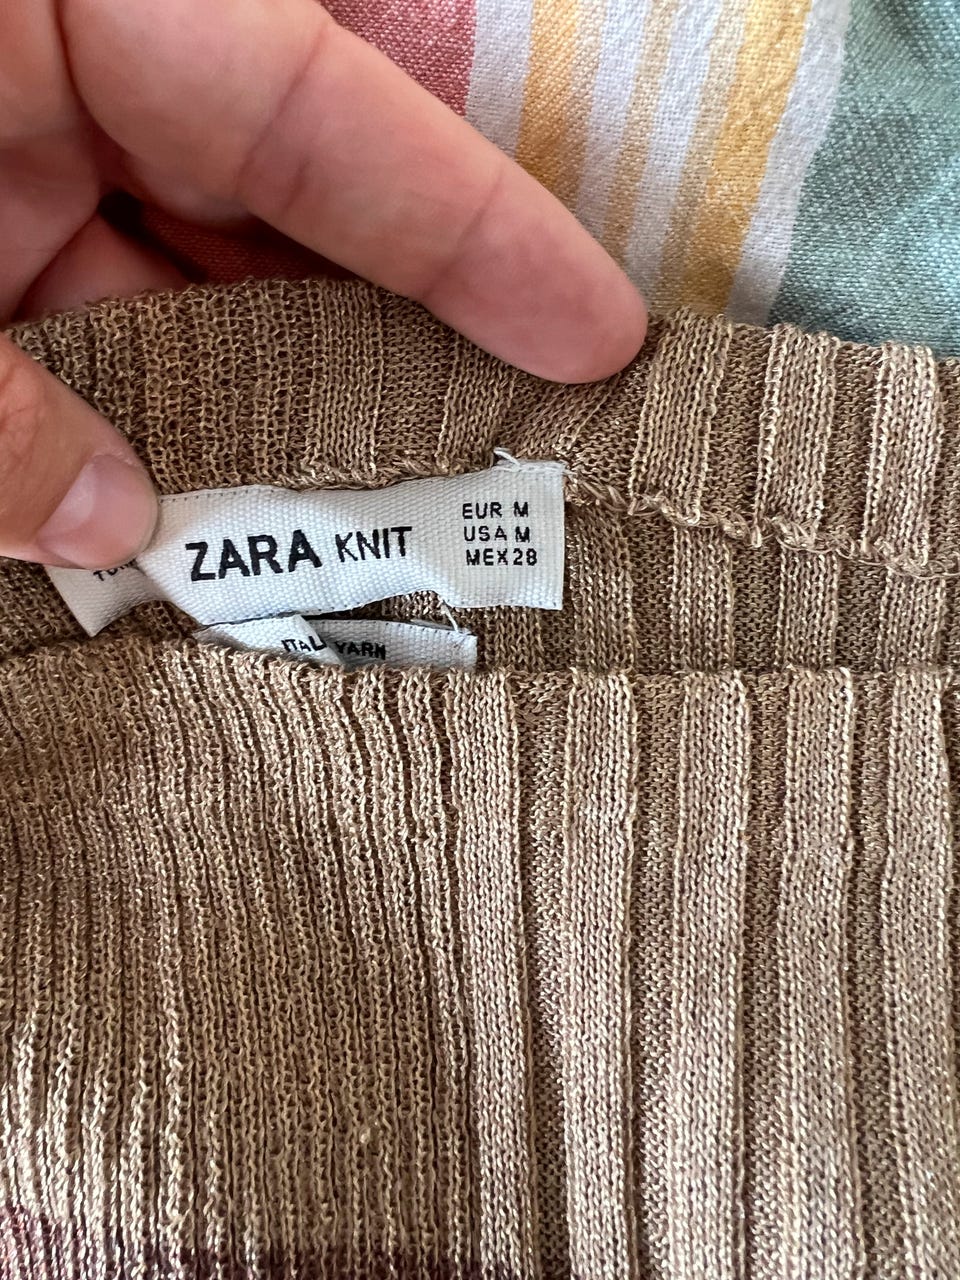 ZARA KNIT
EUR M
USA M
MEX 28
YARN